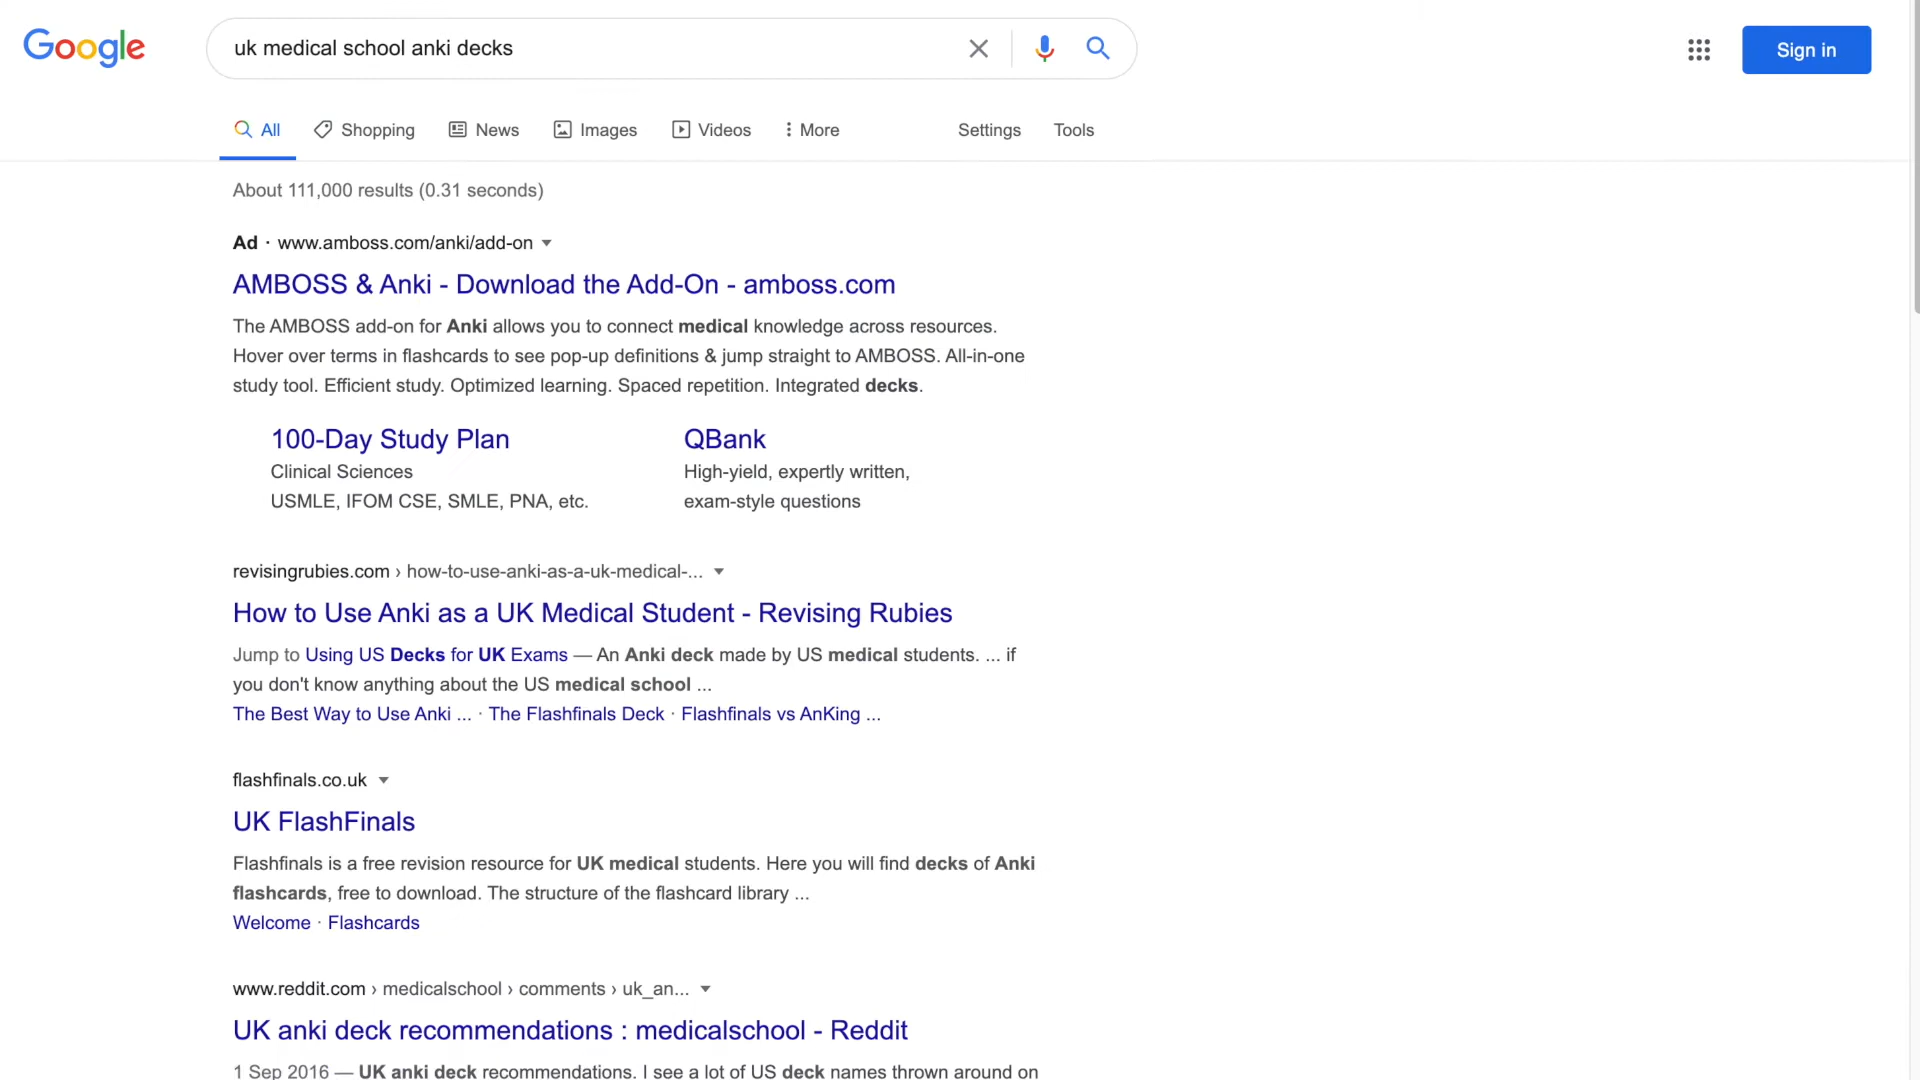 Google
uk medical school anki decks
Sign in
All
Shopping
News
Images
Videos
More
Settings
Tools
About 111,000 results (0.31 seconds)
Ad · www.amboss.com/anki/add-on
AMBOSS & Anki - Download the Add-On - amboss.com
The AMBOSS add-on for Anki allows you to connect medical knowledge across resources.
Hover over terms in flashcards to see pop-up definitions & jump straight to AMBOSS. All-in-one
study tool. Efficient study. Optimized learning. Spaced repetition. Integrated decks.
100-Day Study Plan
Clinical Sciences
USMLE, IFOM CSE, SMLE, PNA, etc.
QBank
High-yield, expertly written,
exam-style questions
revisingrubies.com › how-to-use-anki-as-a-uk-medical-...
How to Use Anki as a UK Medical Student - Revising Rubies
Jump to Using US Decks for UK Exams — An Anki deck made by US medical students. ... if
you don't know anything about the US medical school ...
The Best Way to Use Anki ... · The Flashfinals Deck · Flashfinals vs AnKing ...
flashfinals.co.uk
UK FlashFinals
Flashfinals is a free revision resource for UK medical students. Here you will find decks of Anki
flashcards, free to download. The structure of the flashcard library ...
Welcome · Flashcards
www.reddit.com › medicalschool › comments › uk_an...
UK anki deck recommendations : medicalschool - Reddit
1 Sep 2016 — UK anki deck recommendations. I see a lot of US deck names thrown around on